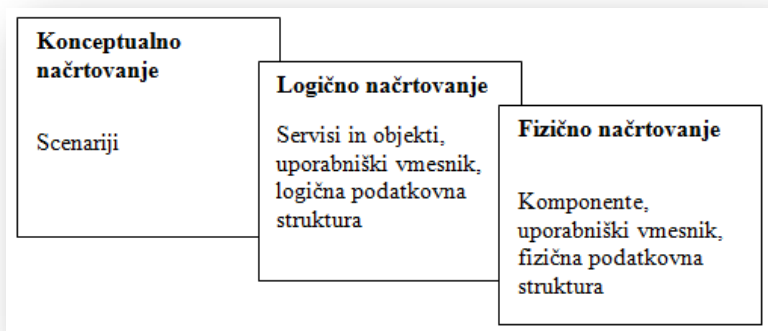 Konceptualno
načrtovanje
Scenariji
Logično načrtovanje
Servisi in objekti,
uporabniški vmesnik,
logična podatkovna
struktura
Fizično načrtovanje
Komponente,
uporabniški vmesnik,
fizična podatkovna
struktura